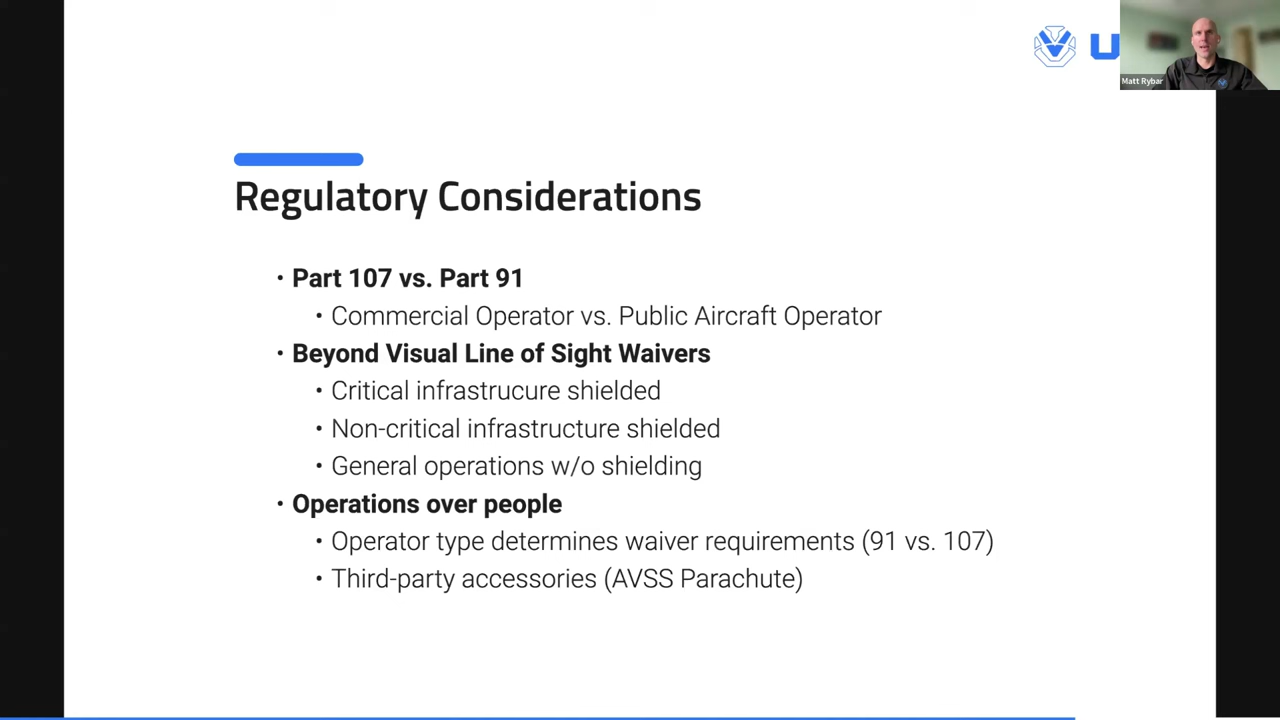 U
Matt Rybar
Regulatory Considerations
• Part 107 vs. Part 91
• Commercial Operator vs. Public Aircraft Operator
• Beyond Visual Line of Sight Waivers
• Critical infrastrucure shielded
• Non-critical infrastructure shielded
• General operations w/o shielding
• Operations over people
• Operator type determines waiver requirements (91 vs. 107)
• Third-party accessories (AVSS Parachute)